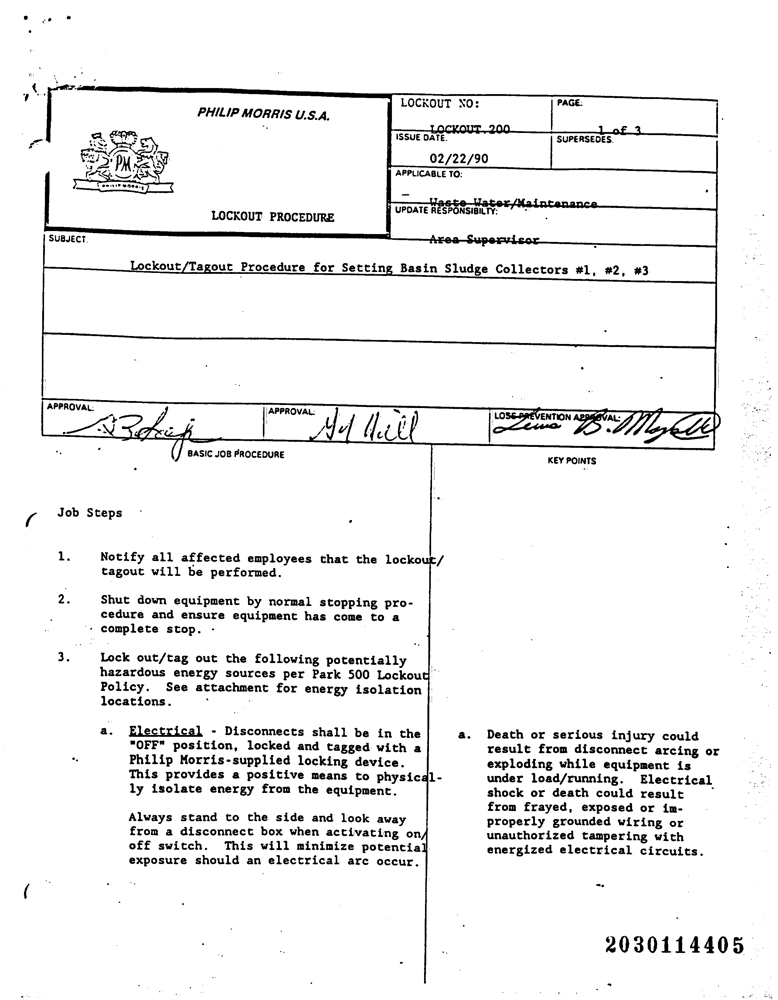 PHILIP MORRIS U.S.A.
PM
PHILIP MORRIS
LOCKOUT PROCEDURE
LOCKOUT NO:
LOCKOUT 200
PAGE:
1 of 3
ISSUE DATE:
02/22/90
SUPERSEDES:
APPLICABLE TO:
Waste Water/Maintenance
UPDATE RESPONSIBILTY:
Area Supervisor
SUBJECT:
Lockout/Tagout Procedure for Setting Basin Sludge Collectors #1, #2, #3
APPROVAL:
APPROVAL:
LOSS PREVENTION APPROVAL:
BASIC JOB PROCEDURE
KEY POINTS
Job Steps
1. Notify all affected employees that the lockout/
tagout will be performed.
2. Shut down equipment by normal stopping pro-
cedure and ensure equipment has come to a
complete stop.
3. Lock out/tag out the following potentially
hazardous energy sources per Park 500 Lockout
Policy. See attachment for energy isolation
locations.
a. Electrical - Disconnects shall be in the
"OFF" position, locked and tagged with a
Philip Morris-supplied locking device.
This provides a positive means to physical-
ly isolate energy from the equipment.
Always stand to the side and look away
from a disconnect box when activating on/
off switch. This will minimize potential
exposure should an electrical arc occur.
a. Death or serious injury could
result from disconnect arcing or
exploding while equipment is
under load/running. Electrical
shock or death could result
from frayed, exposed or im-
properly grounded wiring or
unauthorized tampering with
energized electrical circuits.
2030114405